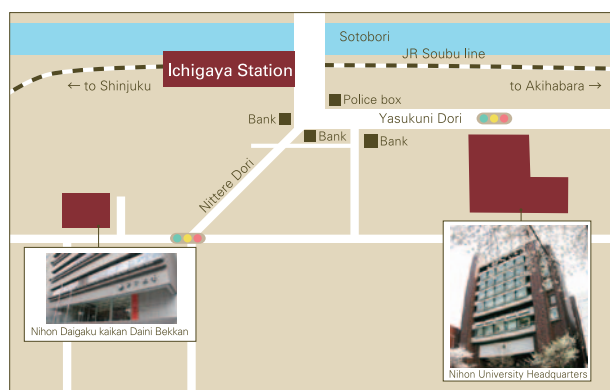 Sotobori
JR Soubu line
Ichigaya Station
← to Shinjuku
to Akihabara →
Police box
Bank
Yasukuni Dori
Bank
Bank
Nittere Dori
Nihon Daigaku kaikan Daini Bekkan
Nihon University Headquarters